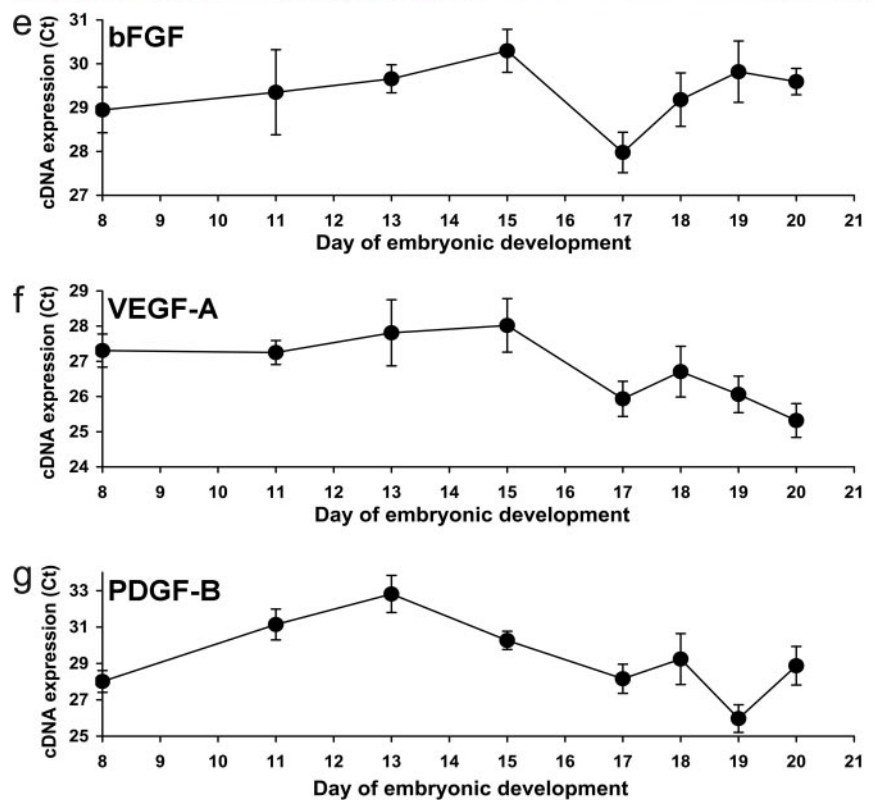 e
bFGF
cDNA expression (Ct)
31
30
29
28
27
8 9 10 11 12 13 14 15 16 17 18 19 20 21
Day of embryonic development
f
VEGF-A
cDNA expression (Ct)
29
28
27
26
25
24
8 9 10 11 12 13 14 15 16 17 18 19 20 21
Day of embryonic development
g
PDGF-B
cDNA expression (Ct)
33
31
29
27
25
8 9 10 11 12 13 14 15 16 17 18 19 20 21
Day of embryonic development